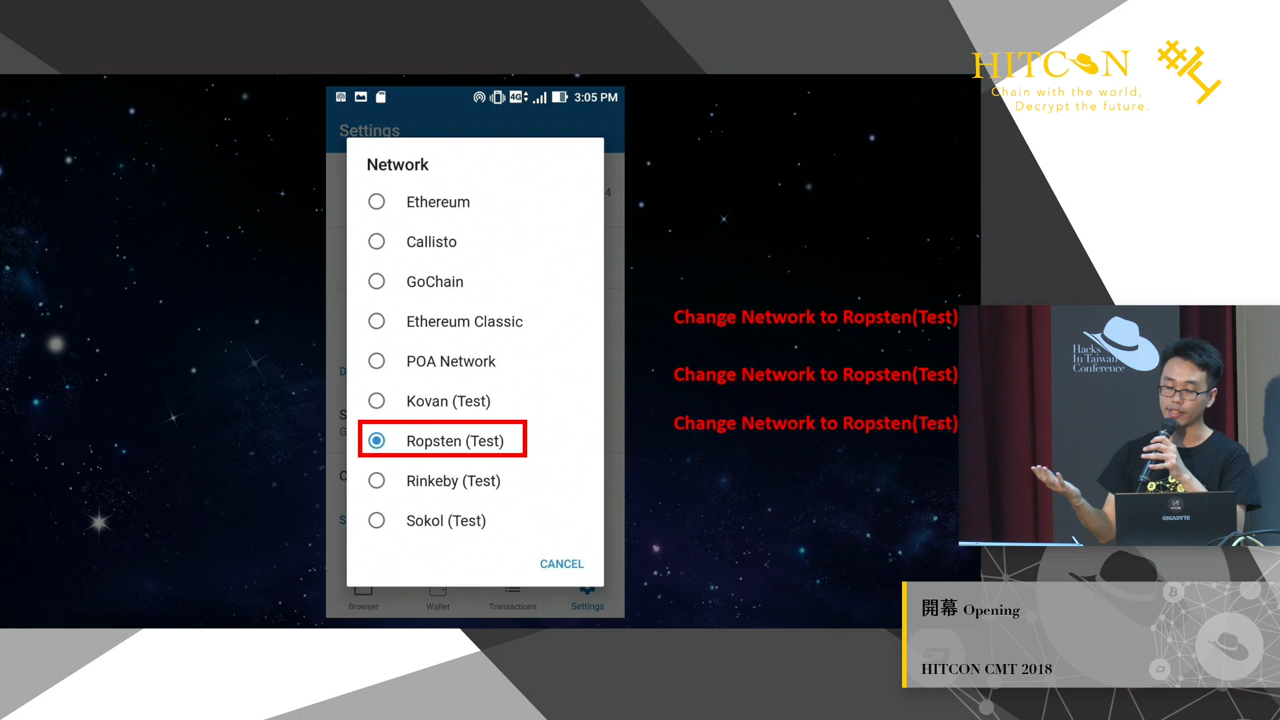 HITCON #14
Chain with the world,
Decrypt the future.
4G 3:05 PM
Settings
Network
Ethereum
Callisto
GoChain
Ethereum Classic
POA Network
Kovan (Test)
Ropsten (Test)
Rinkeby (Test)
Sokol (Test)
CANCEL
Browser Wallet Transactions Settings
Change Network to Ropsten(Test)
Change Network to Ropsten(Test)
Change Network to Ropsten(Test)
Hacks
In Taiwan
Conference
GIGABYTE
開幕 Opening
HITCON CMT 2018